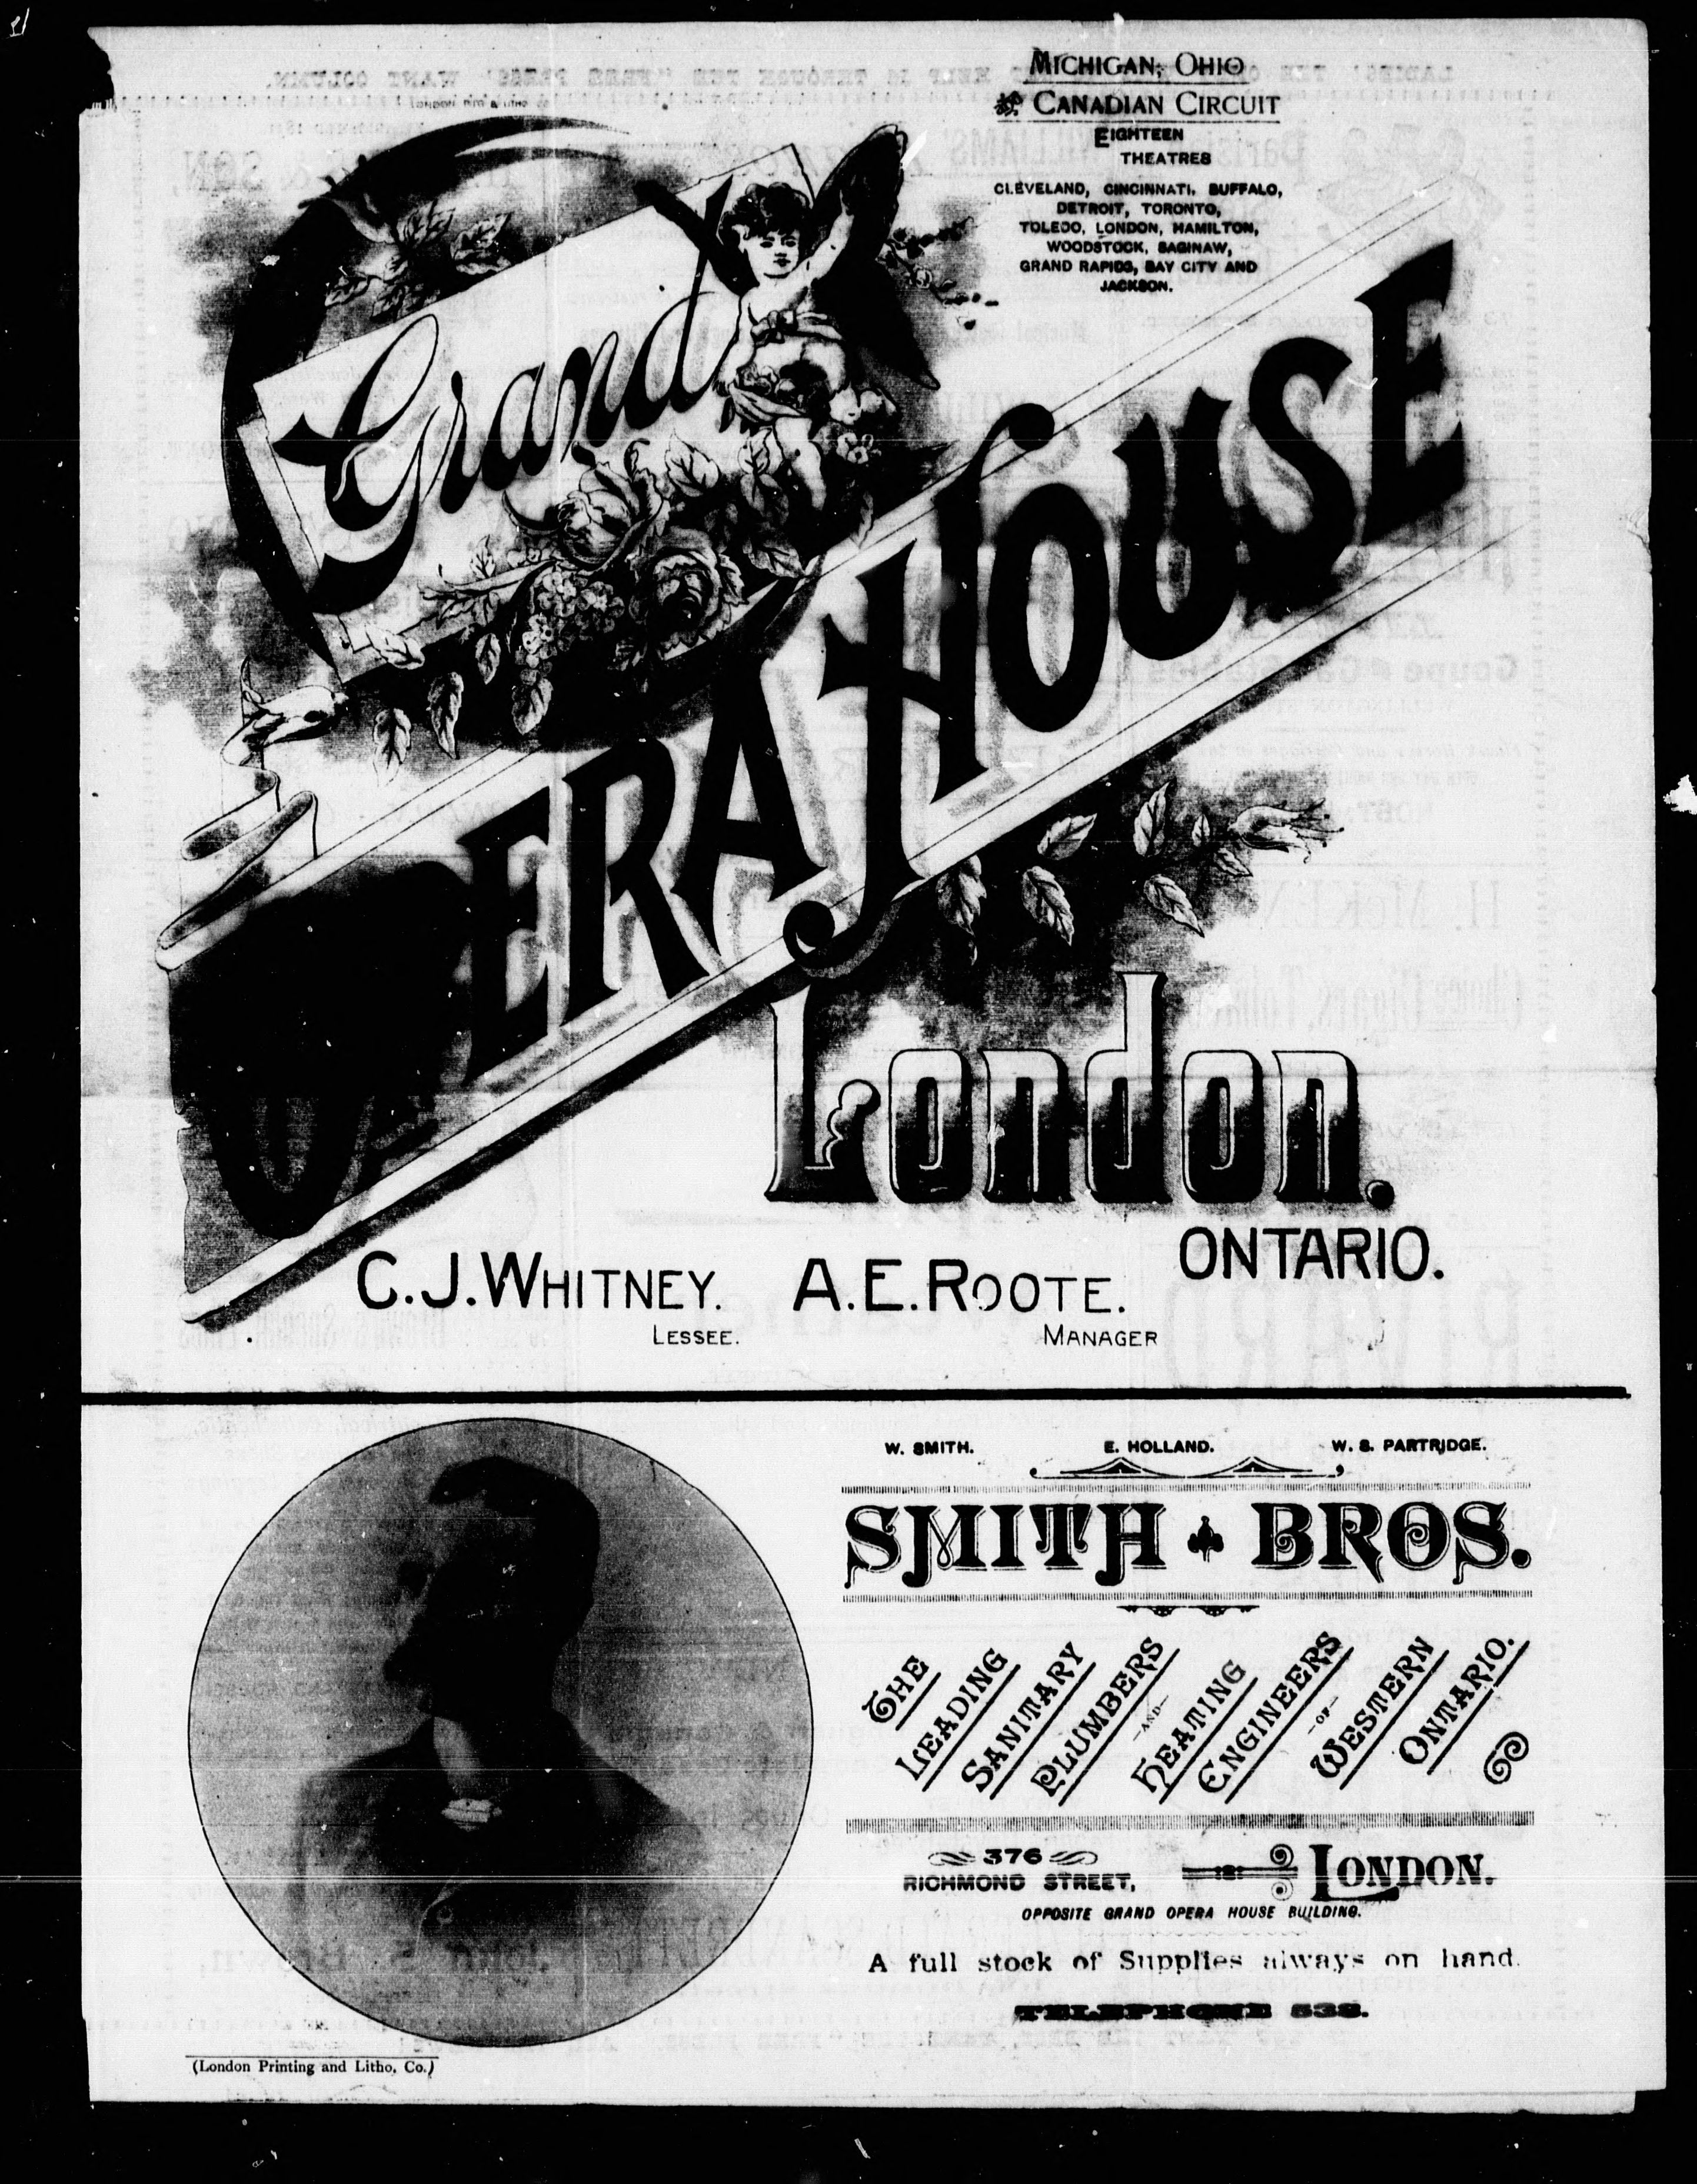 MICHIGAN, OHIO
& CANADIAN CIRCUIT
EIGHTEEN
THEATRES
CLEVELAND, CINCINNATI, BUFFALO,
DETROIT, TORONTO,
TOLEDO, LONDON, HAMILTON,
WOODSTOCK, SAGINAW,
GRAND RAPIDS, BAY CITY AND
JACKSON.
Grand
OPERA HOUSE
London.
ONTARIO.
C.J. WHITNEY. A.E. ROOTE.
LESSEE. MANAGER
W. SMITH. E. HOLLAND. W. S. PARTRIDGE.
SMITH BROS.
THE
LEADING
SANITARY
PLUMBERS
—AND—
HEATING
ENGINEERS
—OF—
WESTERN
ONTARIO.
376
RICHMOND STREET, LONDON.
OPPOSITE GRAND OPERA HOUSE BUILDING.
A full stock of Supplies always on hand.
TELEPHONE 538.
(London Printing and Litho, Co.)